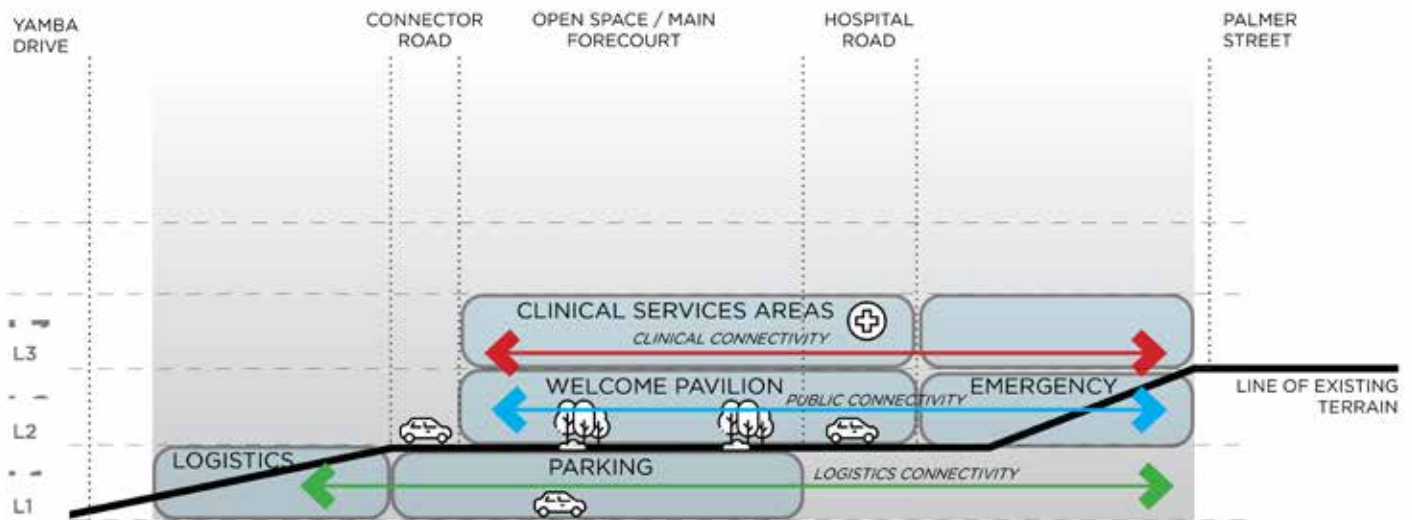 YAMBA
DRIVE
CONNECTOR
ROAD
OPEN SPACE / MAIN
FORECOURT
HOSPITAL
ROAD
PALMER
STREET
CLINICAL SERVICES AREAS
CLINICAL CONNECTIVITY
L3
WELCOME PAVILION
EMERGENCY
PUBLIC CONNECTIVITY
LINE OF EXISTING
TERRAIN
L2
LOGISTICS
PARKING
LOGISTICS CONNECTIVITY
L1